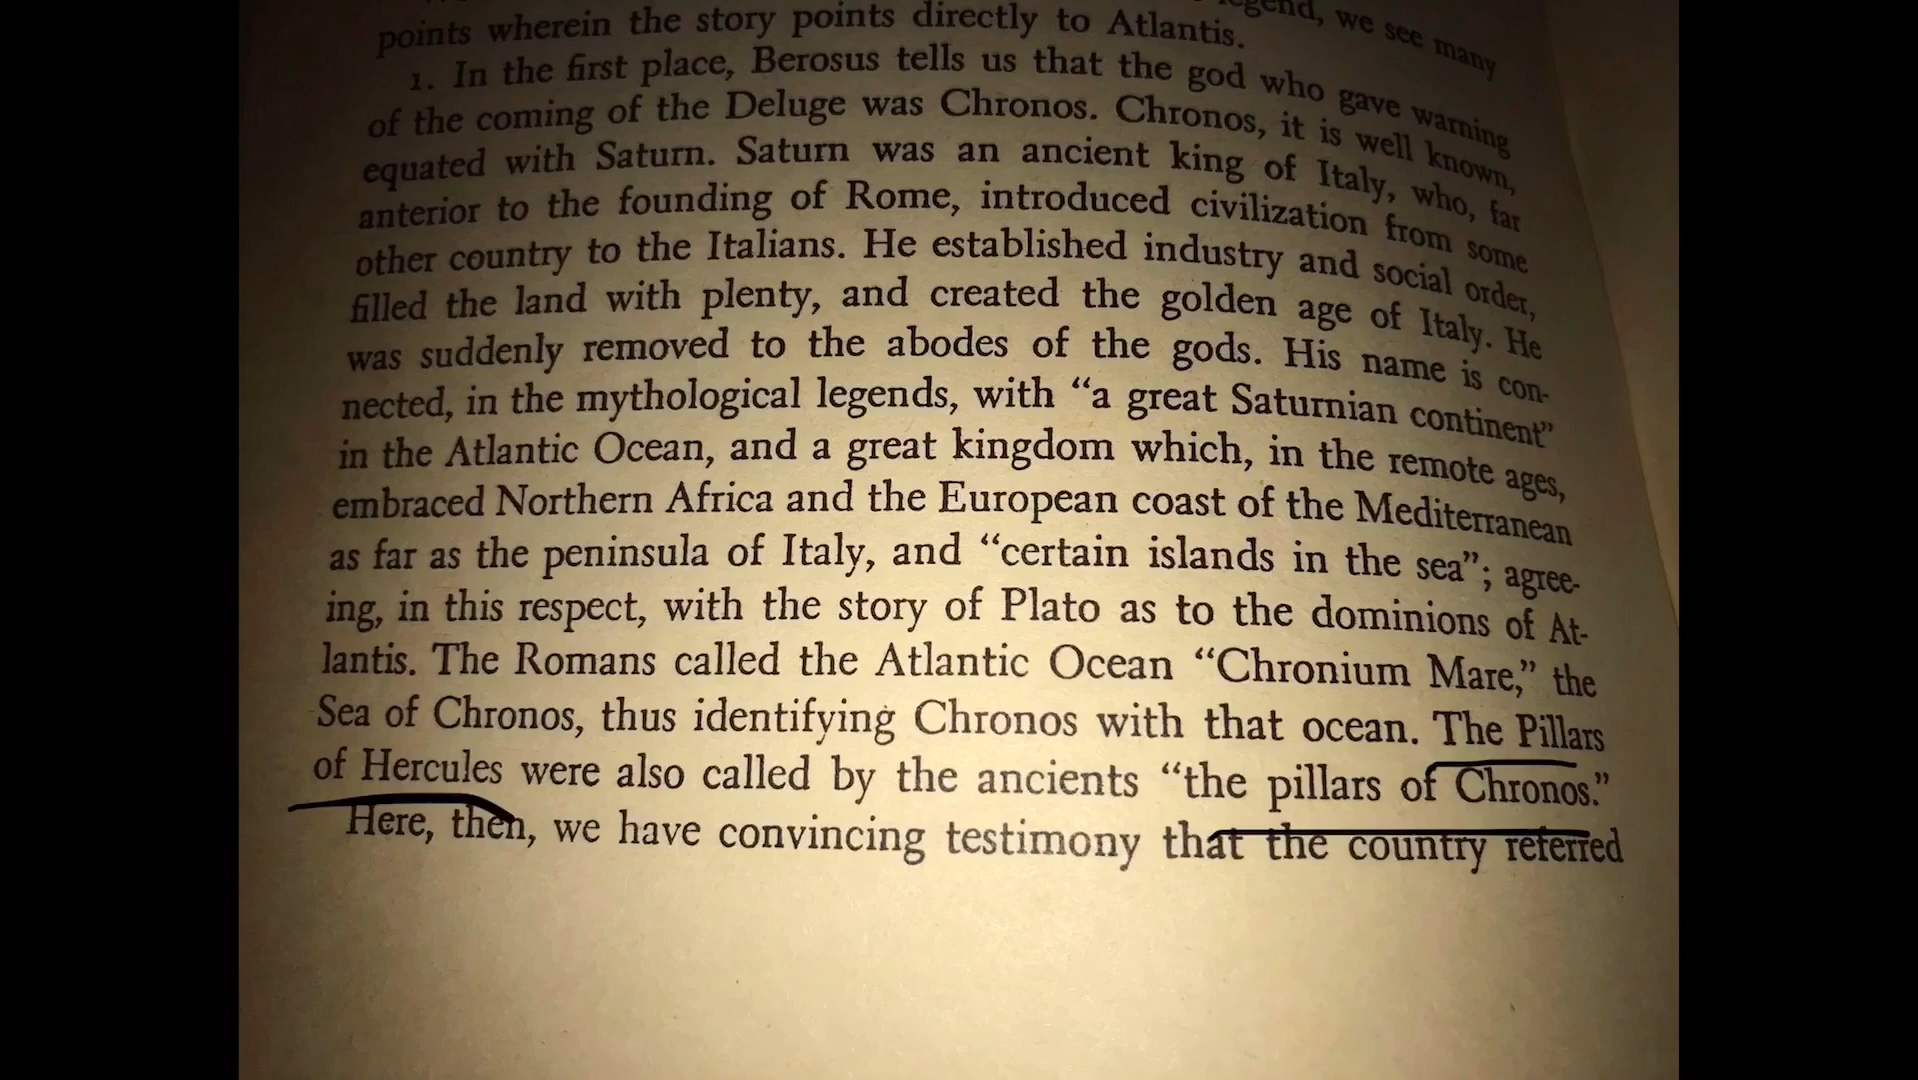 legend, we see many
points wherein the story points directly to Atlantis.
1. In the first place, Berosus tells us that the god who gave warning
of the coming of the Deluge was Chronos. Chronos, it is well known,
equated with Saturn. Saturn was an ancient king of Italy, who, far
anterior to the founding of Rome, introduced civilization from some
other country to the Italians. He established industry and social order,
filled the land with plenty, and created the golden age of Italy. He
was suddenly removed to the abodes of the gods. His name is con-
nected, in the mythological legends, with “a great Saturnian continent”
in the Atlantic Ocean, and a great kingdom which, in the remote ages,
embraced Northern Africa and the European coast of the Mediterranean
as far as the peninsula of Italy, and “certain islands in the sea”; agree-
ing, in this respect, with the story of Plato as to the dominions of At-
lantis. The Romans called the Atlantic Ocean “Chronium Mare,” the
Sea of Chronos, thus identifying Chronos with that ocean. The Pillars
of Hercules were also called by the ancients “the pillars of Chronos.”
Here, then, we have convincing testimony that the country referred